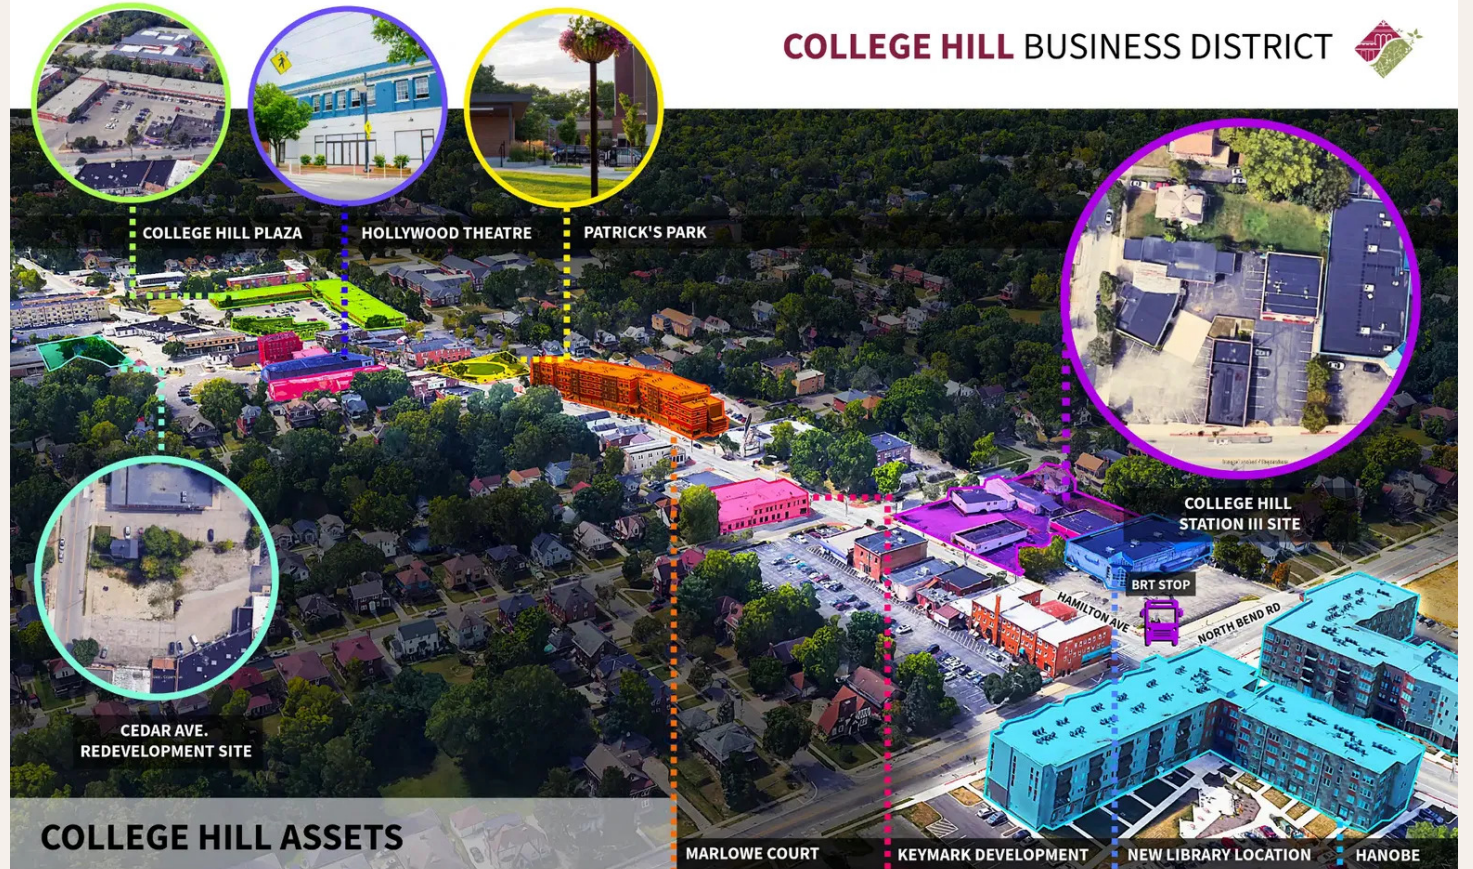 COLLEGE HILL BUSINESS DISTRICT
COLLEGE HILL PLAZA
HOLLYWOOD THEATRE
PATRICK'S PARK
COLLEGE HILL
STATION III SITE
BRT STOP
HAMILTON AVE
NORTH BEND RD
CEDAR AVE.
REDEVELOPMENT SITE
COLLEGE HILL ASSETS
MARLOWE COURT
KEYMARK DEVELOPMENT
NEW LIBRARY LOCATION
HANOBE